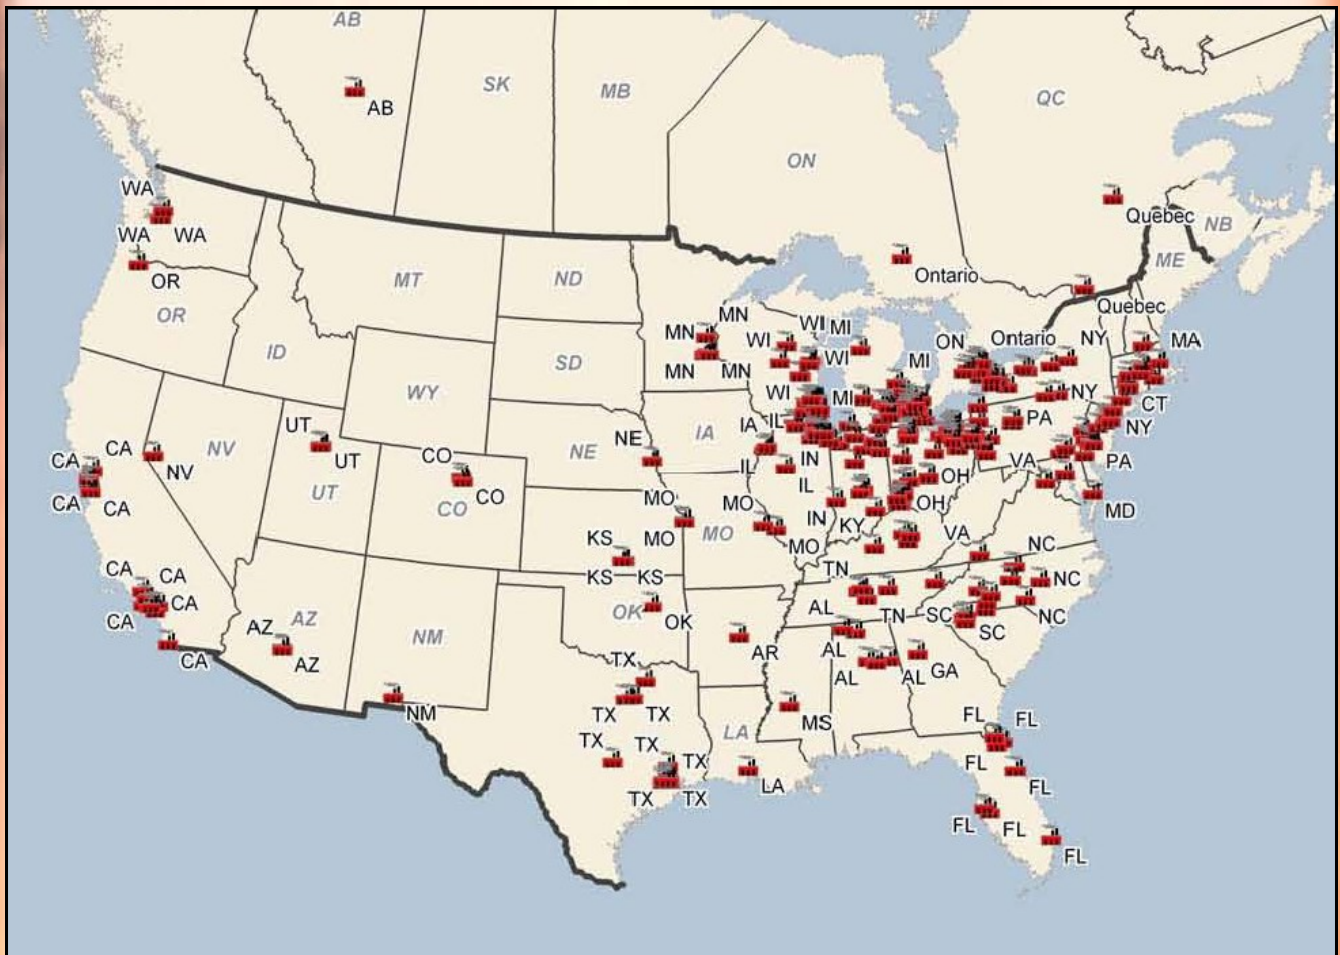 AB
SK
MB
QC
AB
ON
WA
Quebec
NB
WA WA
ME
OR
Ontario
MT
ND
Quebec
OR
MN
WI MI
MN
WI
ON
Ontario
NY
MA
ID
SD
WI
MI
MN MN
WY
WI
MI
NY
CT
UT
IA
IL
PA
NV
NE
IA
NY
CA
CA
NE
UT
CO
IN
VA
PA
NV
IL
OH
CO
IL
CA
CA
UT
CO
MO
MO
IN
KY
OH
MD
KS
MO
MO
MO
VA
NC
CA
CA
KS KS
TN
NC
CA
CA
AZ
AZ
NM
OK
OK
AL
TN
SC
SC
NC
CA
AZ
TX
AR
AL
AL
AL
GA
NM
TX TX
MS
FL FL
TX
TX
LA
TX
FL
FL
TX TX
LA
FL FL
FL